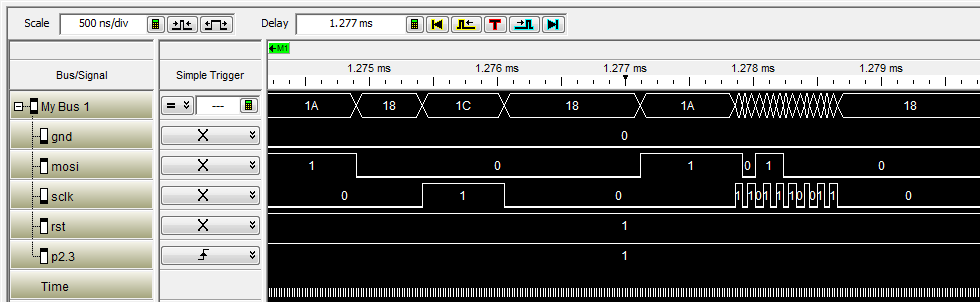 Scale 500 ns/div Delay 1.277 ms T
M1
Bus/Signal Simple Trigger 1.275 ms 1.276 ms 1.277 ms 1.278 ms 1.279 ms
My Bus 1 = --- 1A 18 1C 18 1A 18
gnd X 0
mosi X 1 0 1 0 1 0
sclk X 0 1 0 1 1 0 1 1 1 0 0 1 1 0
rst X 1
p2.3 1
Time